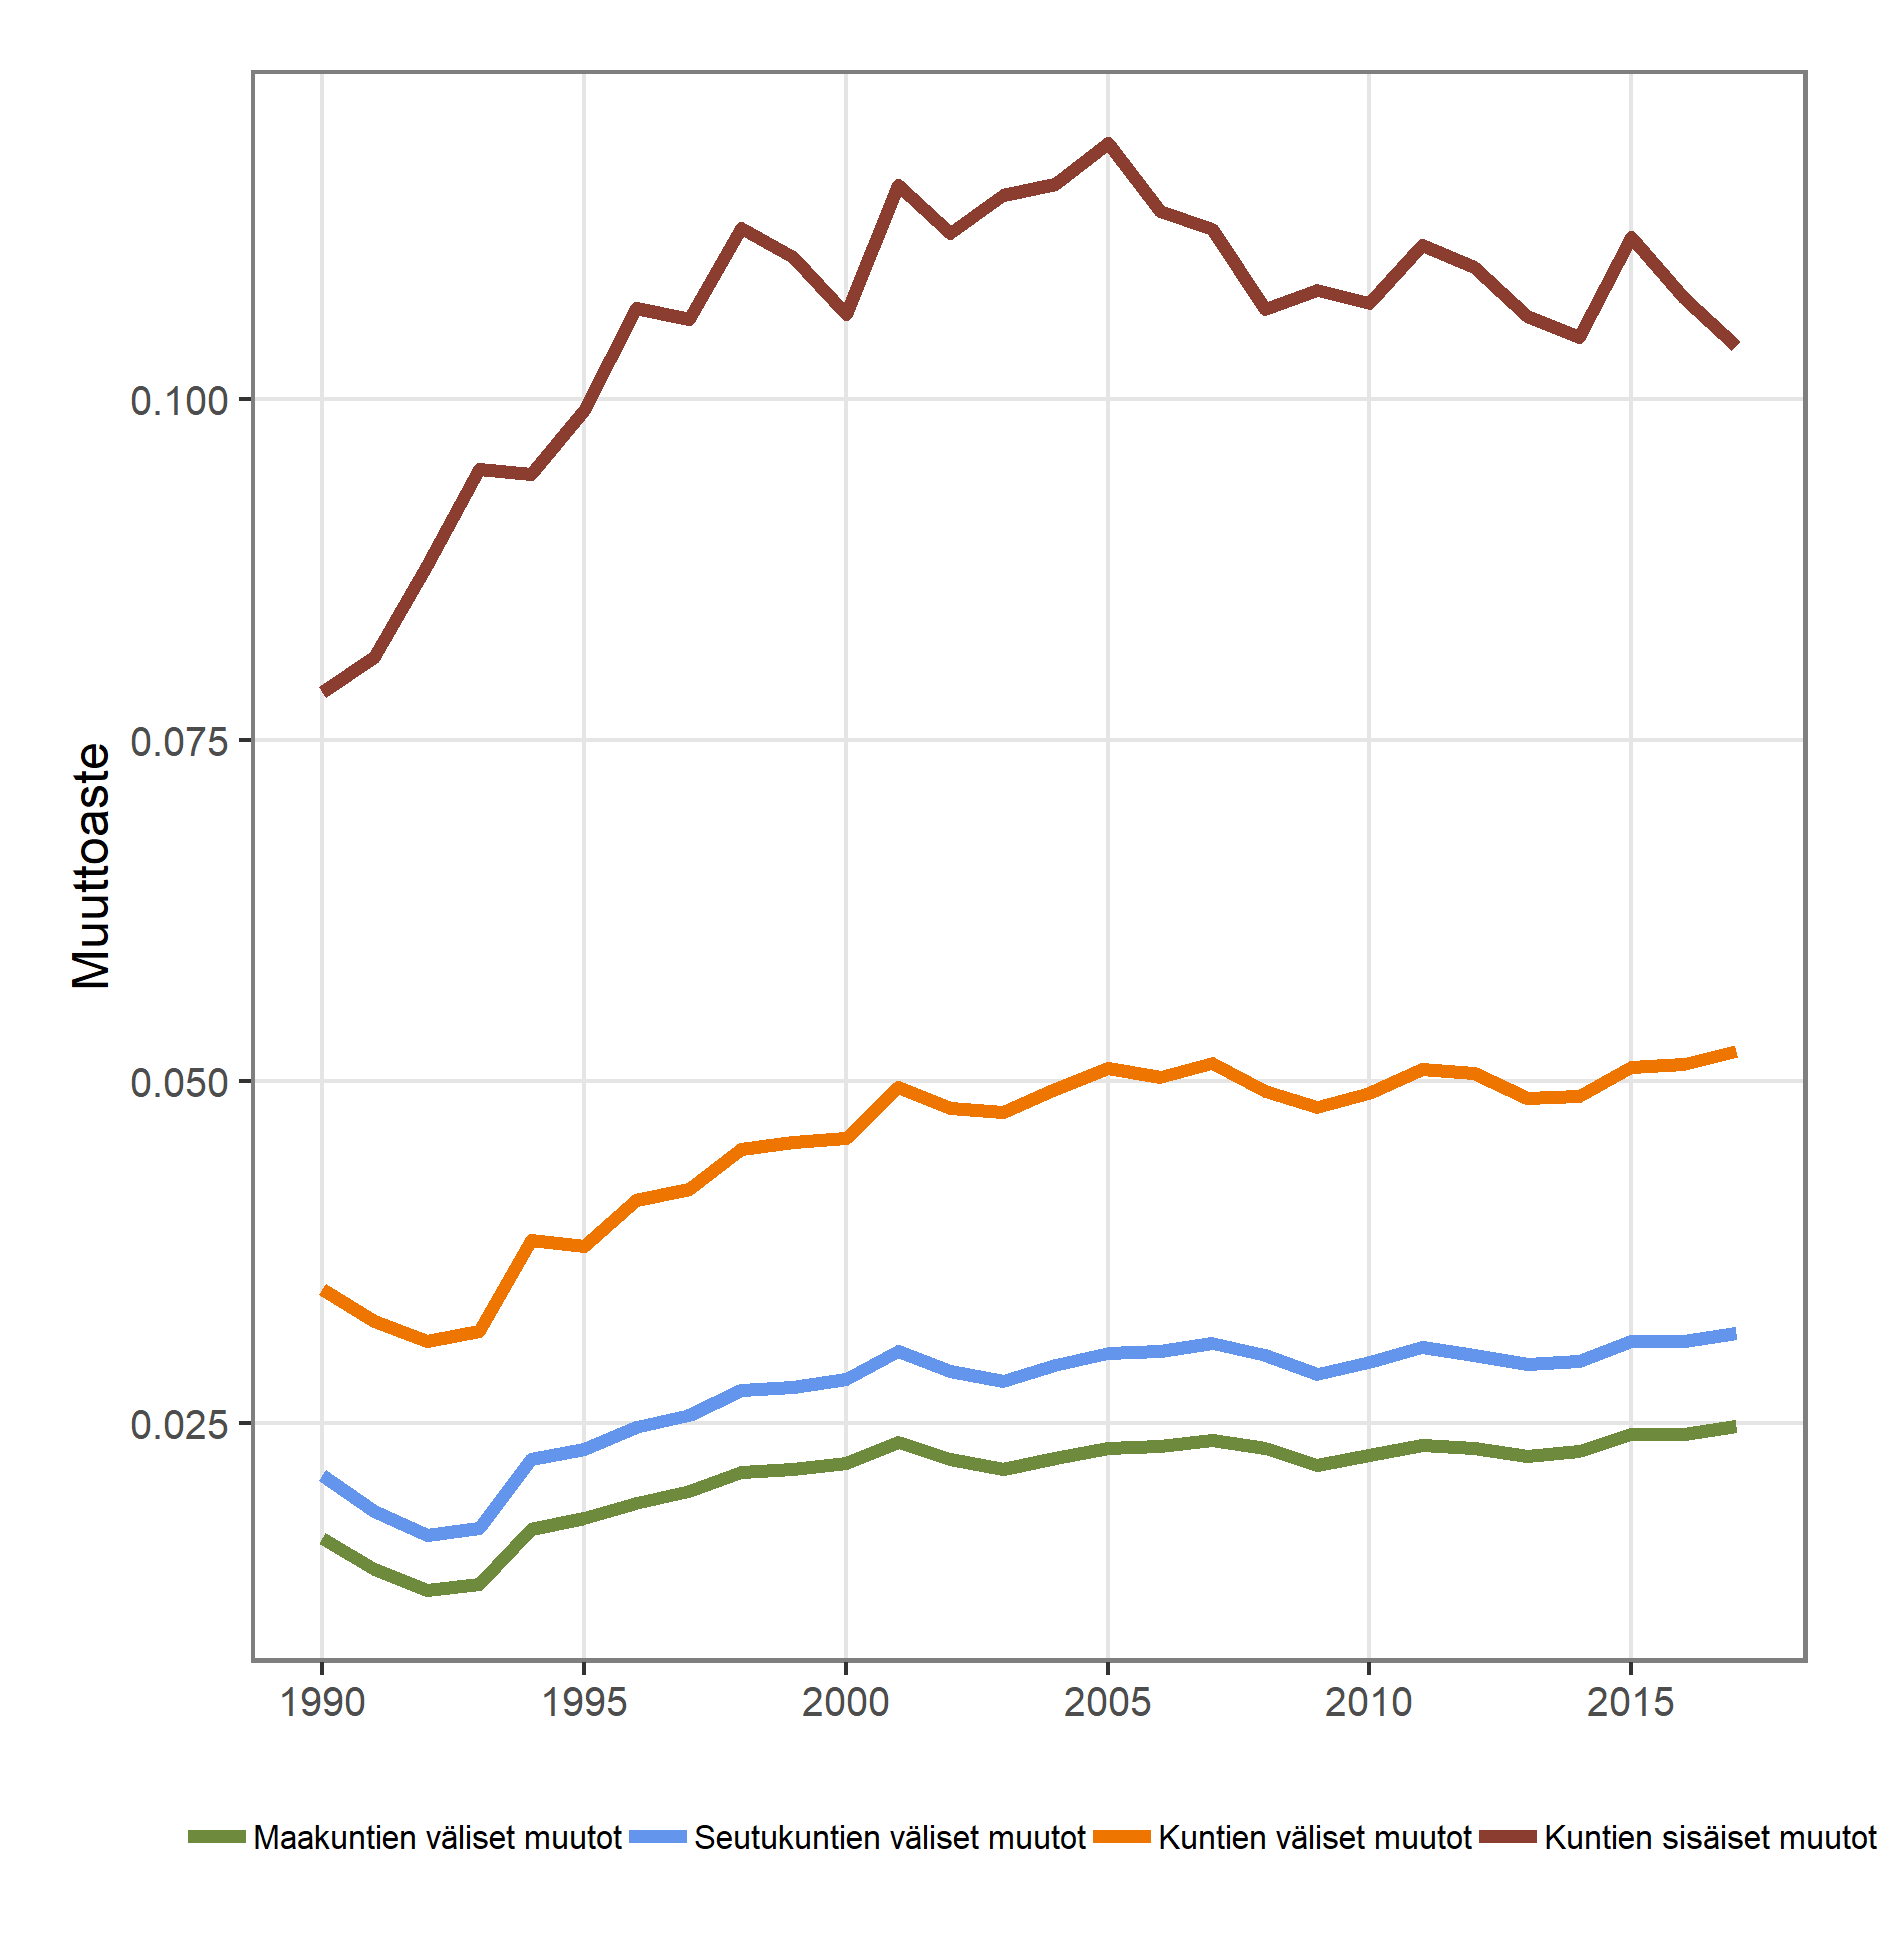 Muuttoaste
0.100
0.075
0.050
0.025
1990 1995 2000 2005 2010 2015
Maakuntien väliset muutot Seutukuntien väliset muutot Kuntien väliset muutot Kuntien sisäiset muutot